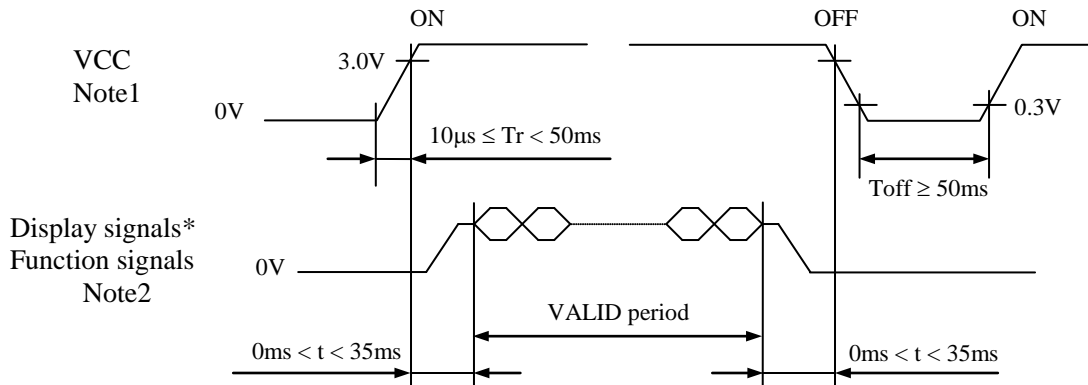 ON OFF ON
VCC
Note1
3.0V
0V
0.3V
10μs ≤ Tr < 50ms
Toff ≥ 50ms
Display signals*
Function signals
Note2
0V
VALID period
0ms < t < 35ms
0ms < t < 35ms